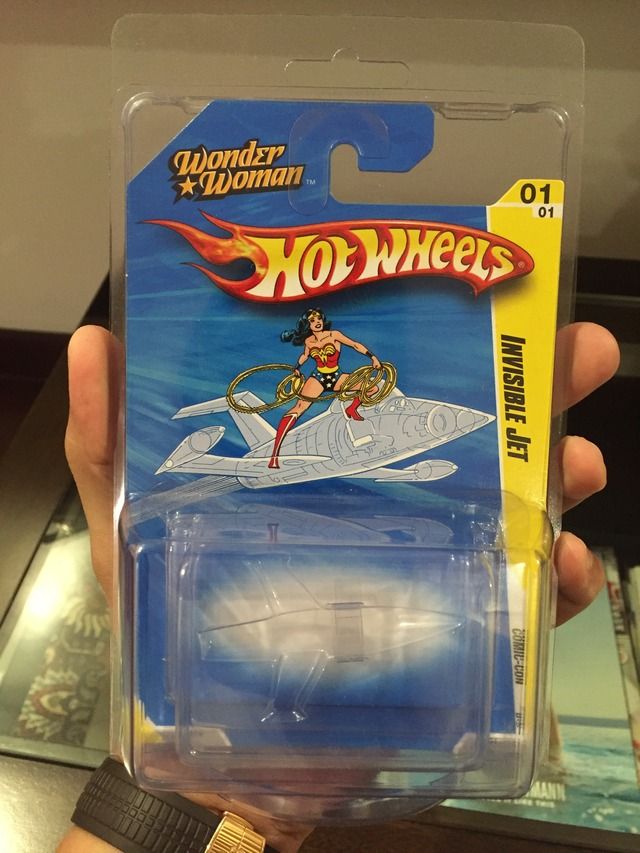 Wonder
Woman TM
01
01
Hot Wheels®
Invisible Jet
COMIC-CON